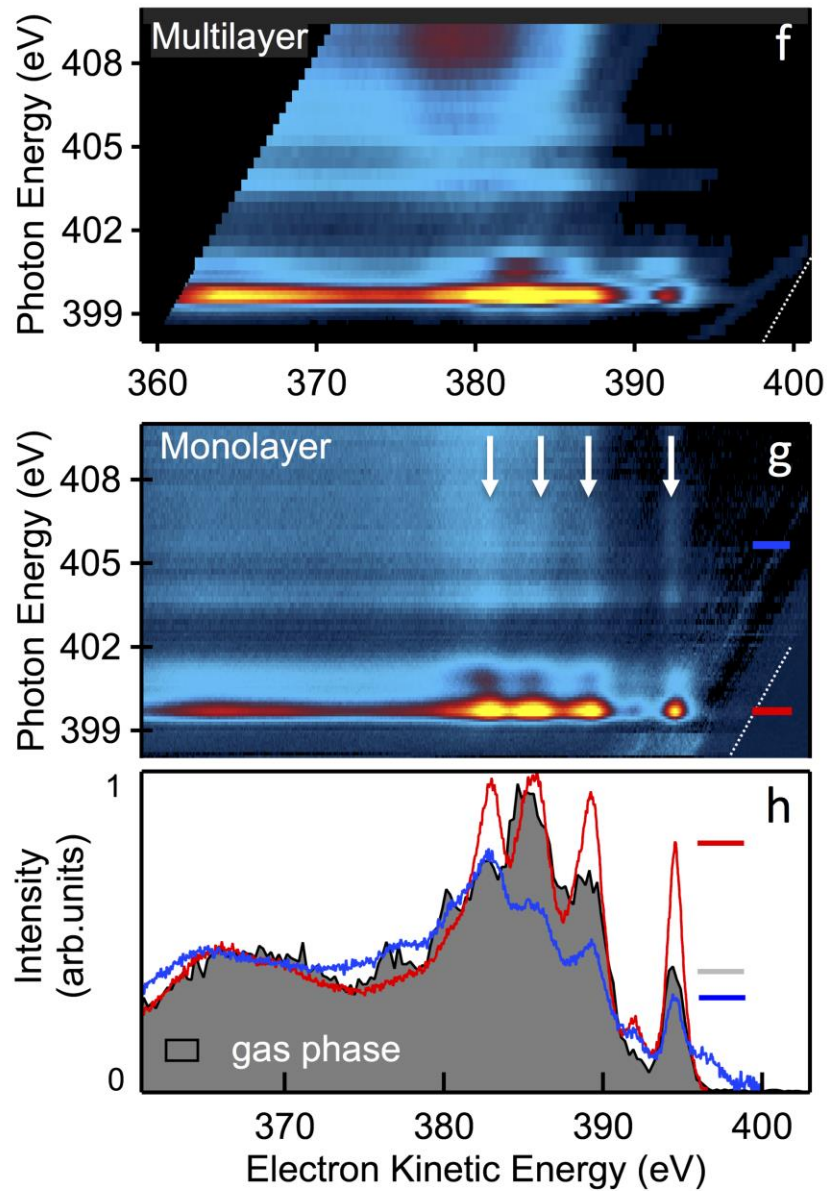 Multilayer
f
Photon Energy (eV)
408
405
402
399
360 370 380 390 400
Monolayer
g
Photon Energy (eV)
408
405
402
399
h
1
Intensity
(arb.units)
0
gas phase
370 380 390 400
Electron Kinetic Energy (eV)